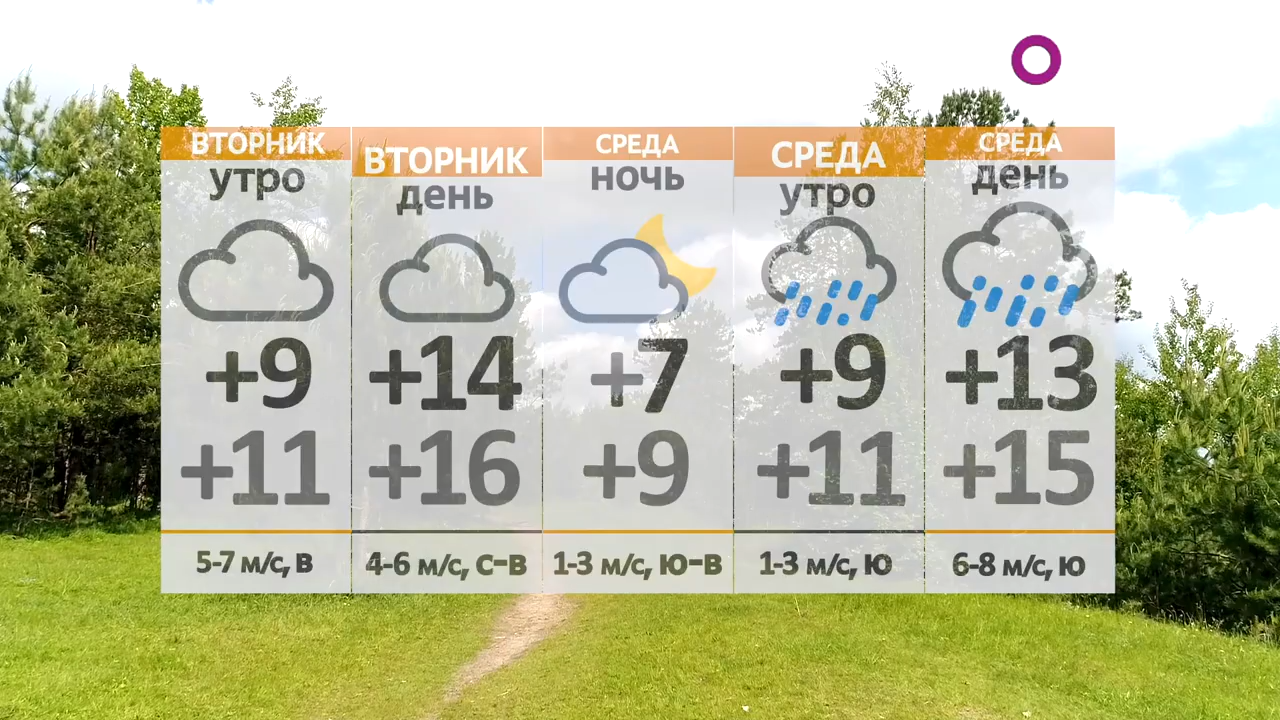 ВТОРНИК
утро
+9
+11
5-7 м/с, в
ВТОРНИК
день
+14
+16
4-6 м/с, с-в
СРЕДА
ночь
+7
+9
1-3 м/с, ю-в
СРЕДА
утро
+9
+11
1-3 м/с, ю
СРЕДА
день
+13
+15
6-8 м/с, ю